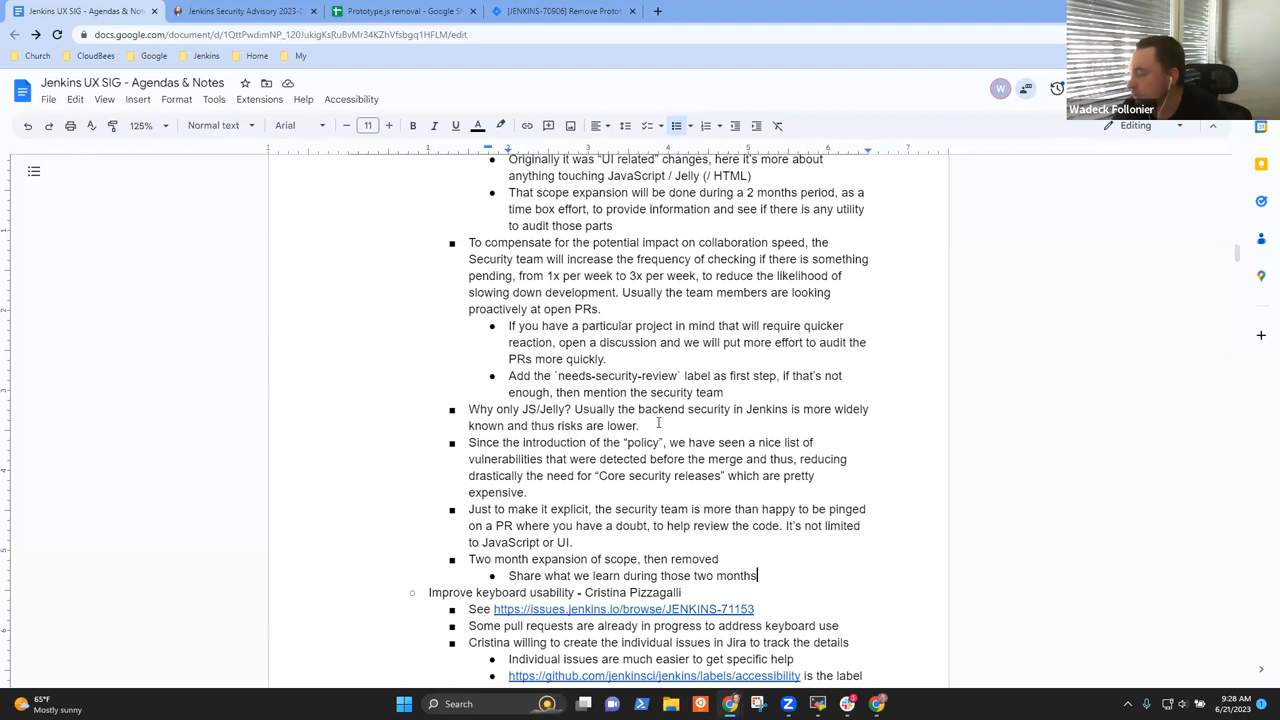 Jenkins UX SIG - Agendas & Notes
Jenkins Security Advisory 2023-0
Prototype.js removal - Google Sh
[JENKINS-70906] Remove Protot
docs.google.com/document/d/1QttPwdimNP_120JukigKsRuBvMr34KZhVfsbgq1HFLM/edit
Church
CloudBees
Google
Jenkins
Home
My
Wadeck Follonier
Jenkins UX SIG - Agendas & Notes
W
File Edit View Insert Format Tools Extensions Help Accessibility
125%
Normal text
Arial
11
Editing
Originally it was “UI related” changes, here it's more about
anything touching JavaScript / Jelly (/ HTML)
That scope expansion will be done during a 2 months period, as a
time box effort, to provide information and see if there is any utility
to audit those parts
To compensate for the potential impact on collaboration speed, the
Security team will increase the frequency of checking if there is something
pending, from 1x per week to 3x per week, to reduce the likelihood of
slowing down development. Usually the team members are looking
proactively at open PRs.
If you have a particular project in mind that will require quicker
reaction, open a discussion and we will put more effort to audit the
PRs more quickly.
Add the `needs-security-review` label as first step, if that's not
enough, then mention the security team
Why only JS/Jelly? Usually the backend security in Jenkins is more widely
known and thus risks are lower.
Since the introduction of the “policy”, we have seen a nice list of
vulnerabilities that were detected before the merge and thus, reducing
drastically the need for “Core security releases” which are pretty
expensive.
Just to make it explicit, the security team is more than happy to be pinged
on a PR where you have a doubt, to help review the code. It's not limited
to JavaScript or UI.
Two month expansion of scope, then removed
Share what we learn during those two months
Improve keyboard usability - Cristina Pizzagalli
See https://issues.jenkins.io/browse/JENKINS-71153
Some pull requests are already in progress to address keyboard use
Cristina willing to create the individual issues in Jira to track the details
Individual issues are much easier to get specific help
https://github.com/jenkinsci/jenkins/labels/accessibility is the label
65°F
Mostly sunny
Search
9:28 AM
6/21/2023